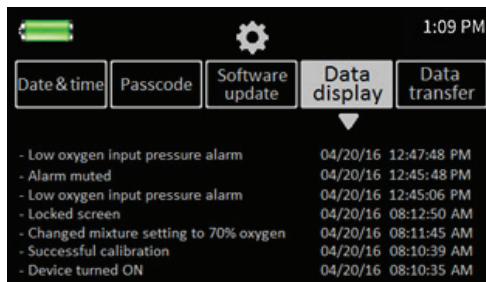 1:09 PM
Date & time Passcode Software update Data display Data transfer
- Low oxygen input pressure alarm 04/20/16 12:47:48 PM
- Alarm muted 04/20/16 12:45:48 PM
- Low oxygen input pressure alarm 04/20/16 12:45:06 PM
- Locked screen 04/20/16 08:12:50 AM
- Changed mixture setting to 70% oxygen 04/20/16 08:11:45 AM
- Successful calibration 04/20/16 08:10:39 AM
- Device turned ON 04/20/16 08:10:35 AM